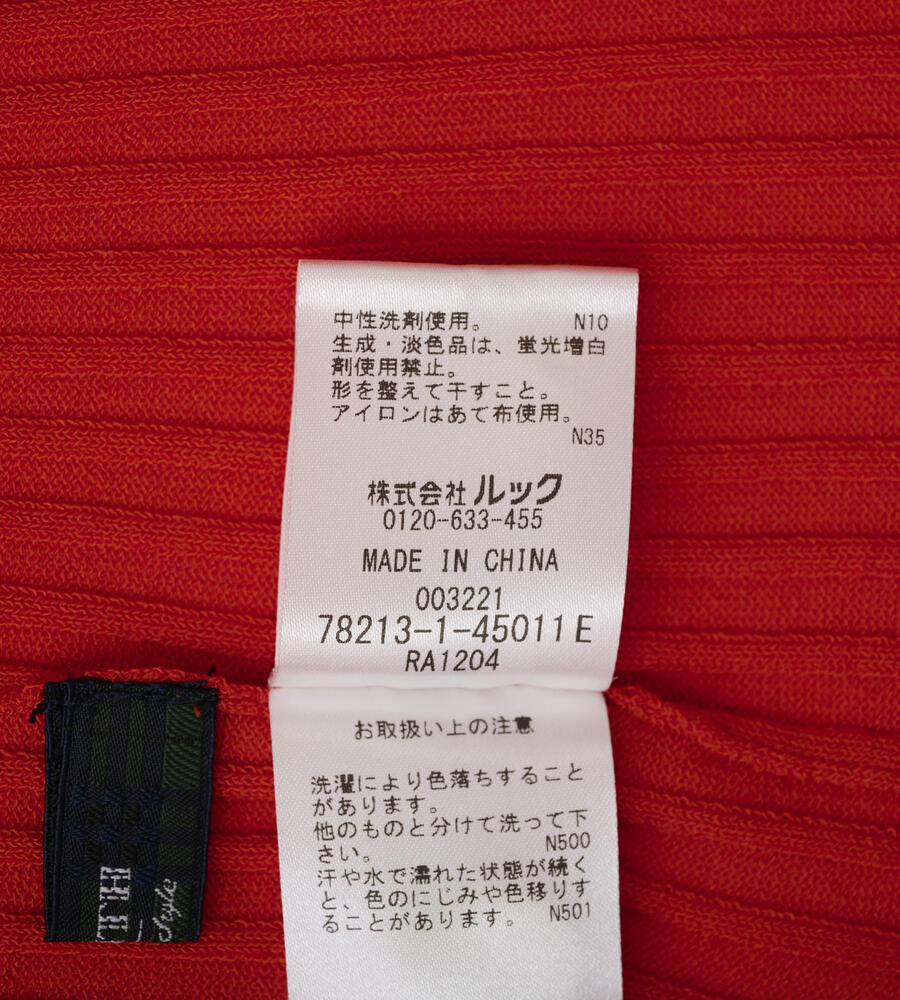 中性洗剤使用。 N10
生成・淡色品は、蛍光増白
剤使用禁止。
形を整えて干すこと。
アイロンはあて布使用。
N35
株式会社ルック
0120-633-455
MADE IN CHINA
003221
78213-1-45011E
RA1204
お取扱い上の注意
洗濯により色落ちすること
があります。
他のものと分けて洗って下
さい。 N500
汗や水で濡れた状態が続く
と、色のにじみや色移りす
ることがあります。 N501
Style